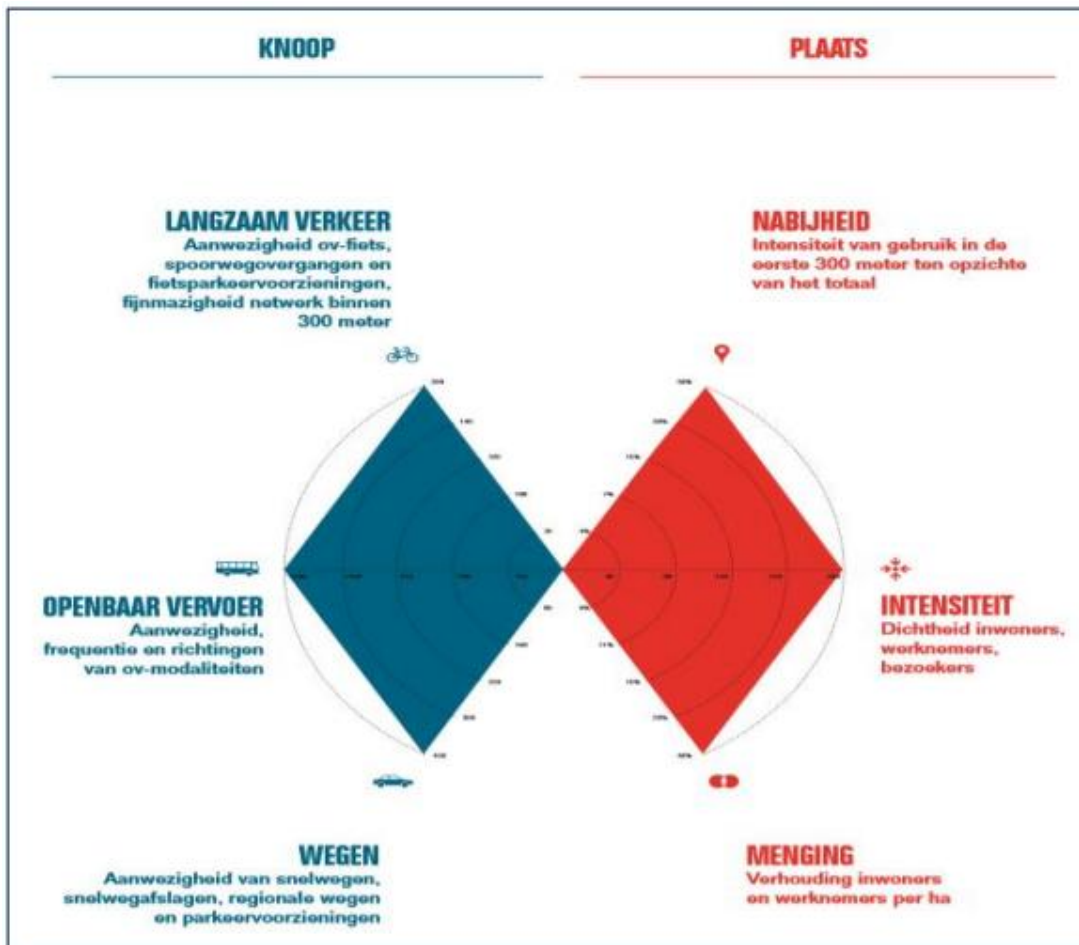 KNOOP
PLAATS
LANGZAAM VERKEER
Aanwezigheid ov-fiets,
spoorwegovergangen en
fietsparkeervoorzieningen,
fijnmazigheid netwerk binnen
300 meter
NABIJHEID
Intensiteit van gebruik in de
eerste 300 meter ten opzichte
van het totaal
OPENBAAR VERVOER
Aanwezigheid,
frequentie en richtingen
van ov-modaliteiten
INTENSITEIT
Dichtheid inwoners,
werknemers,
bezoekers
WEGEN
Aanwezigheid van snelwegen,
snelwegafslagen, regionale wegen
en parkeervoorzieningen
MENGING
Verhouding inwoners
en werknemers per ha